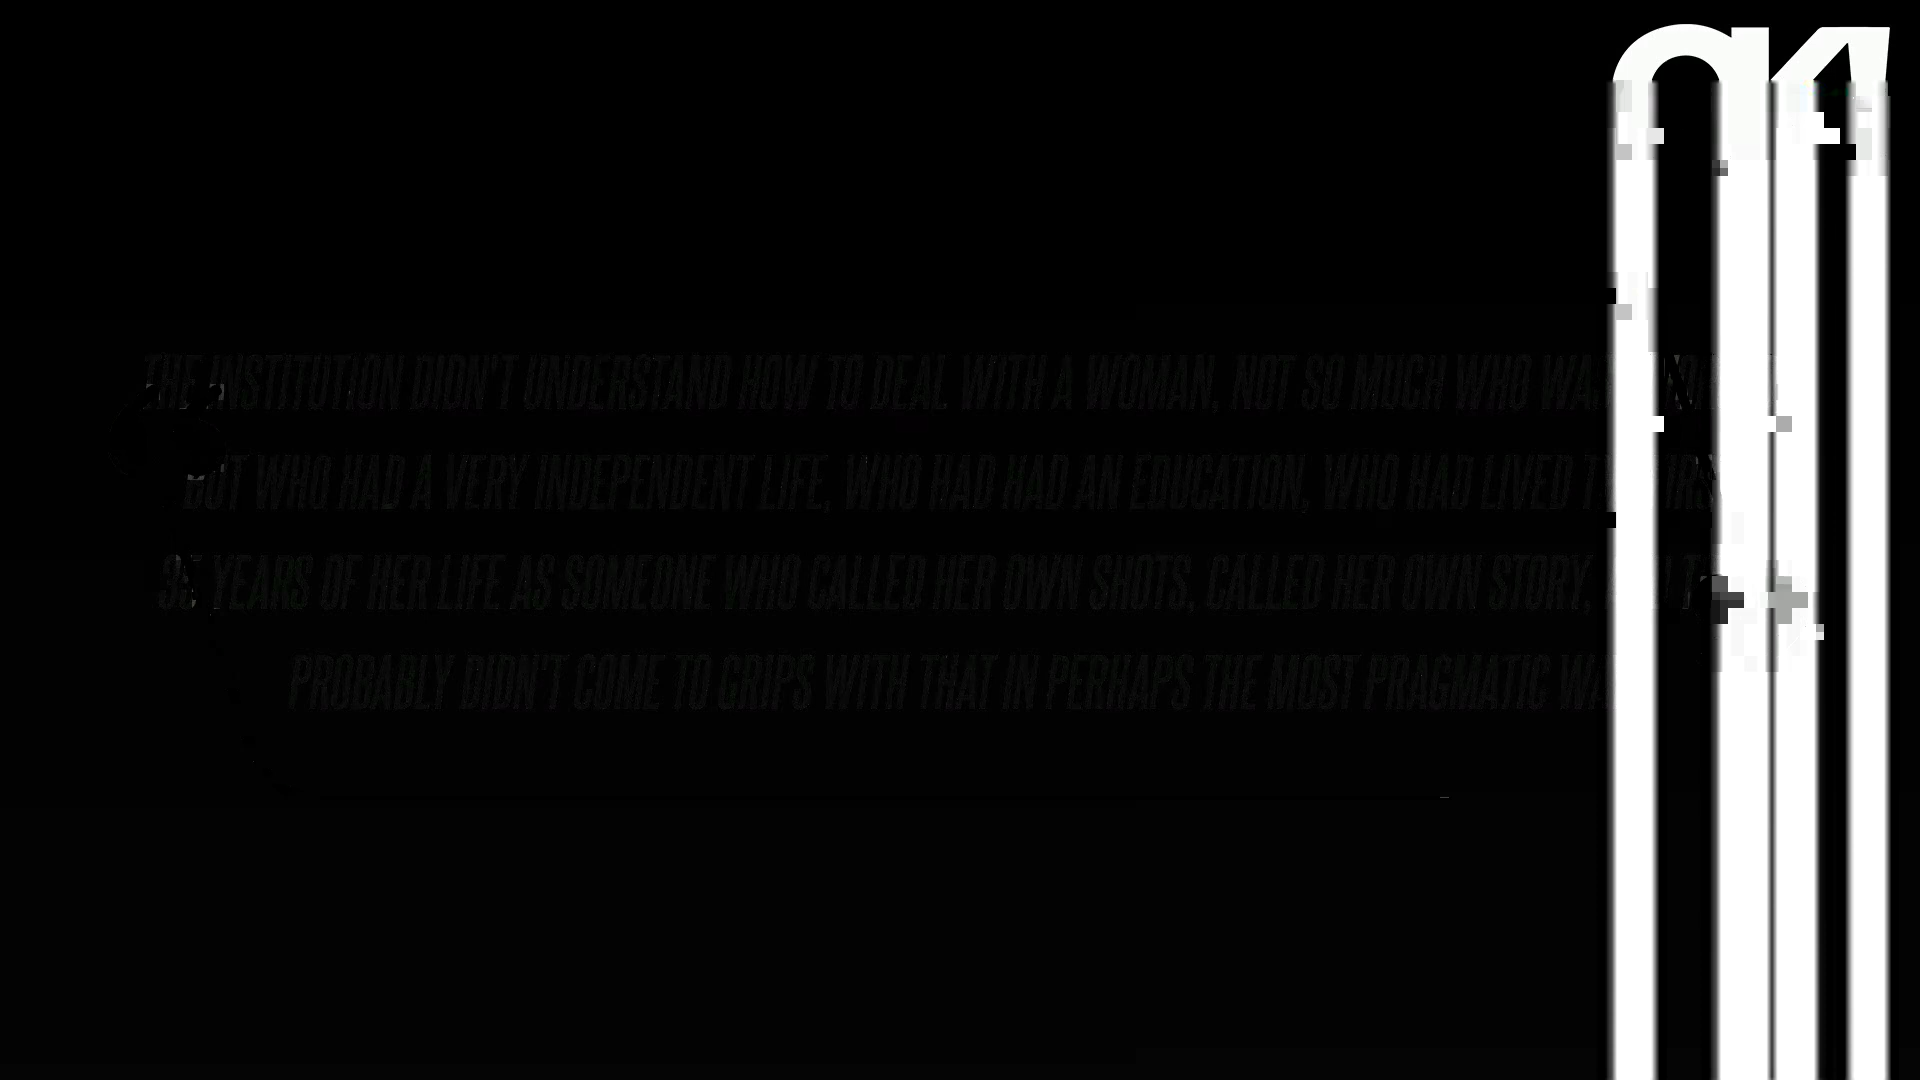 THE INSTITUTION DIDN'T UNDERSTAND HOW TO DEAL WITH A WOMAN, NOT SO MUCH WHO
BUT WHO HAD A VERY INDEPENDENT LIFE, WHO HAD HAD AN EDUCATION, WHO HAD LIVED
35 YEARS OF HER LIFE AS SOMEONE WHO CALLED HER OWN SHOTS, CALLED HER OWN STORY,
PROBABLY DIDN'T COME TO GRIPS WITH THAT IN PERHAPS THE MOST PRAGMATIC